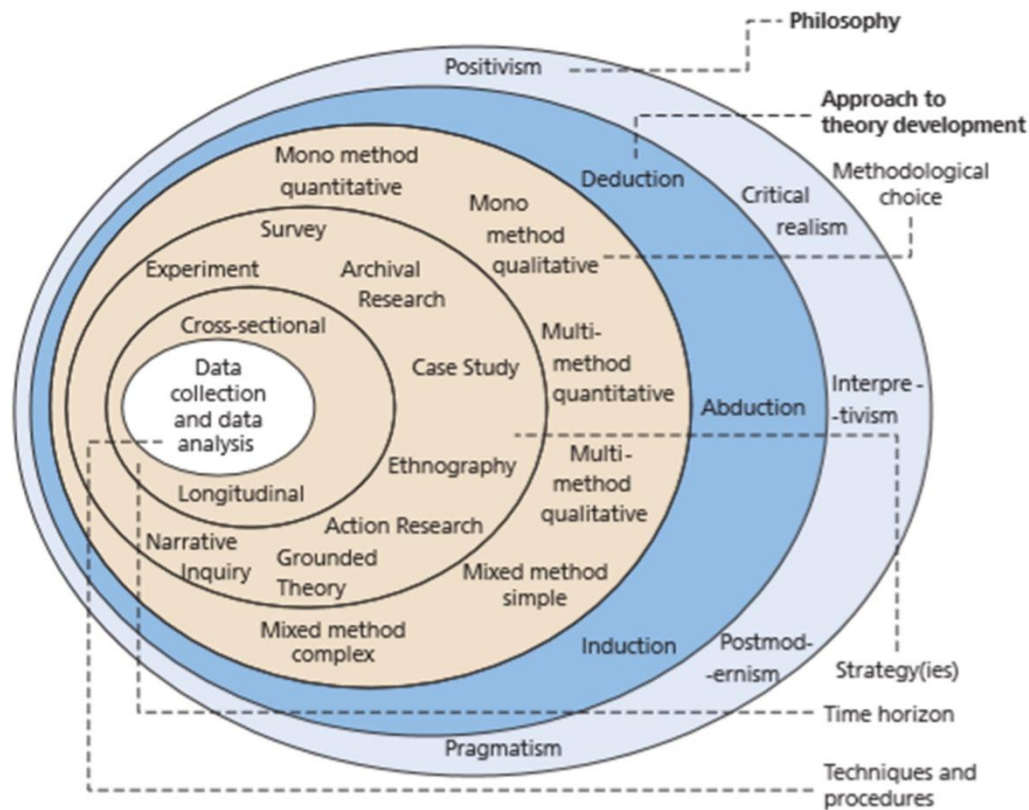 Philosophy
Positivism
Approach to
theory development
Mono method
quantitative
Deduction
Methodological
choice
Critical
realism
Mono
method
qualitative
Survey
Experiment
Archival
Research
Cross-sectional
Multi-
method
quantitative
Data
collection
and data
analysis
Case Study
Abduction
Interpre-
-tivism
Ethnography
Multi-
method
qualitative
Longitudinal
Action Research
Narrative
Inquiry
Grounded
Theory
Mixed method
simple
Mixed method
complex
Induction
Postmod-
-ernism
Strategy(ies)
Time horizon
Pragmatism
Techniques and
procedures